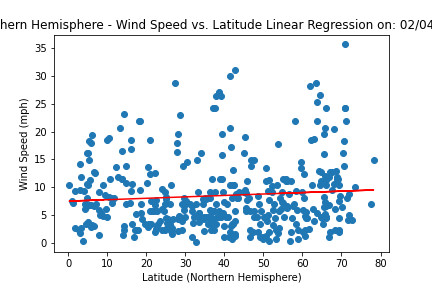 hern Hemisphere - Wind Speed vs. Latitude Linear Regression on: 02/04
35
30
25
20
15
10
5
0
Wind Speed (mph)
0 10 20 30 40 50 60 70 80
Latitude (Northern Hemisphere)